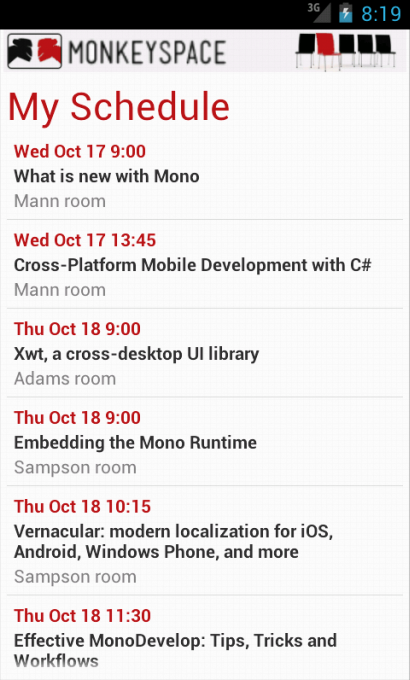 3G 8:19
MONKEYSPACE
My Schedule
Wed Oct 17 9:00
What is new with Mono
Mann room
Wed Oct 17 13:45
Cross-Platform Mobile Development with C#
Mann room
Thu Oct 18 9:00
Xwt, a cross-desktop UI library
Adams room
Thu Oct 18 9:00
Embedding the Mono Runtime
Sampson room
Thu Oct 18 10:15
Vernacular: modern localization for iOS,
Android, Windows Phone, and more
Sampson room
Thu Oct 18 11:30
Effective MonoDevelop: Tips, Tricks and
Workflows